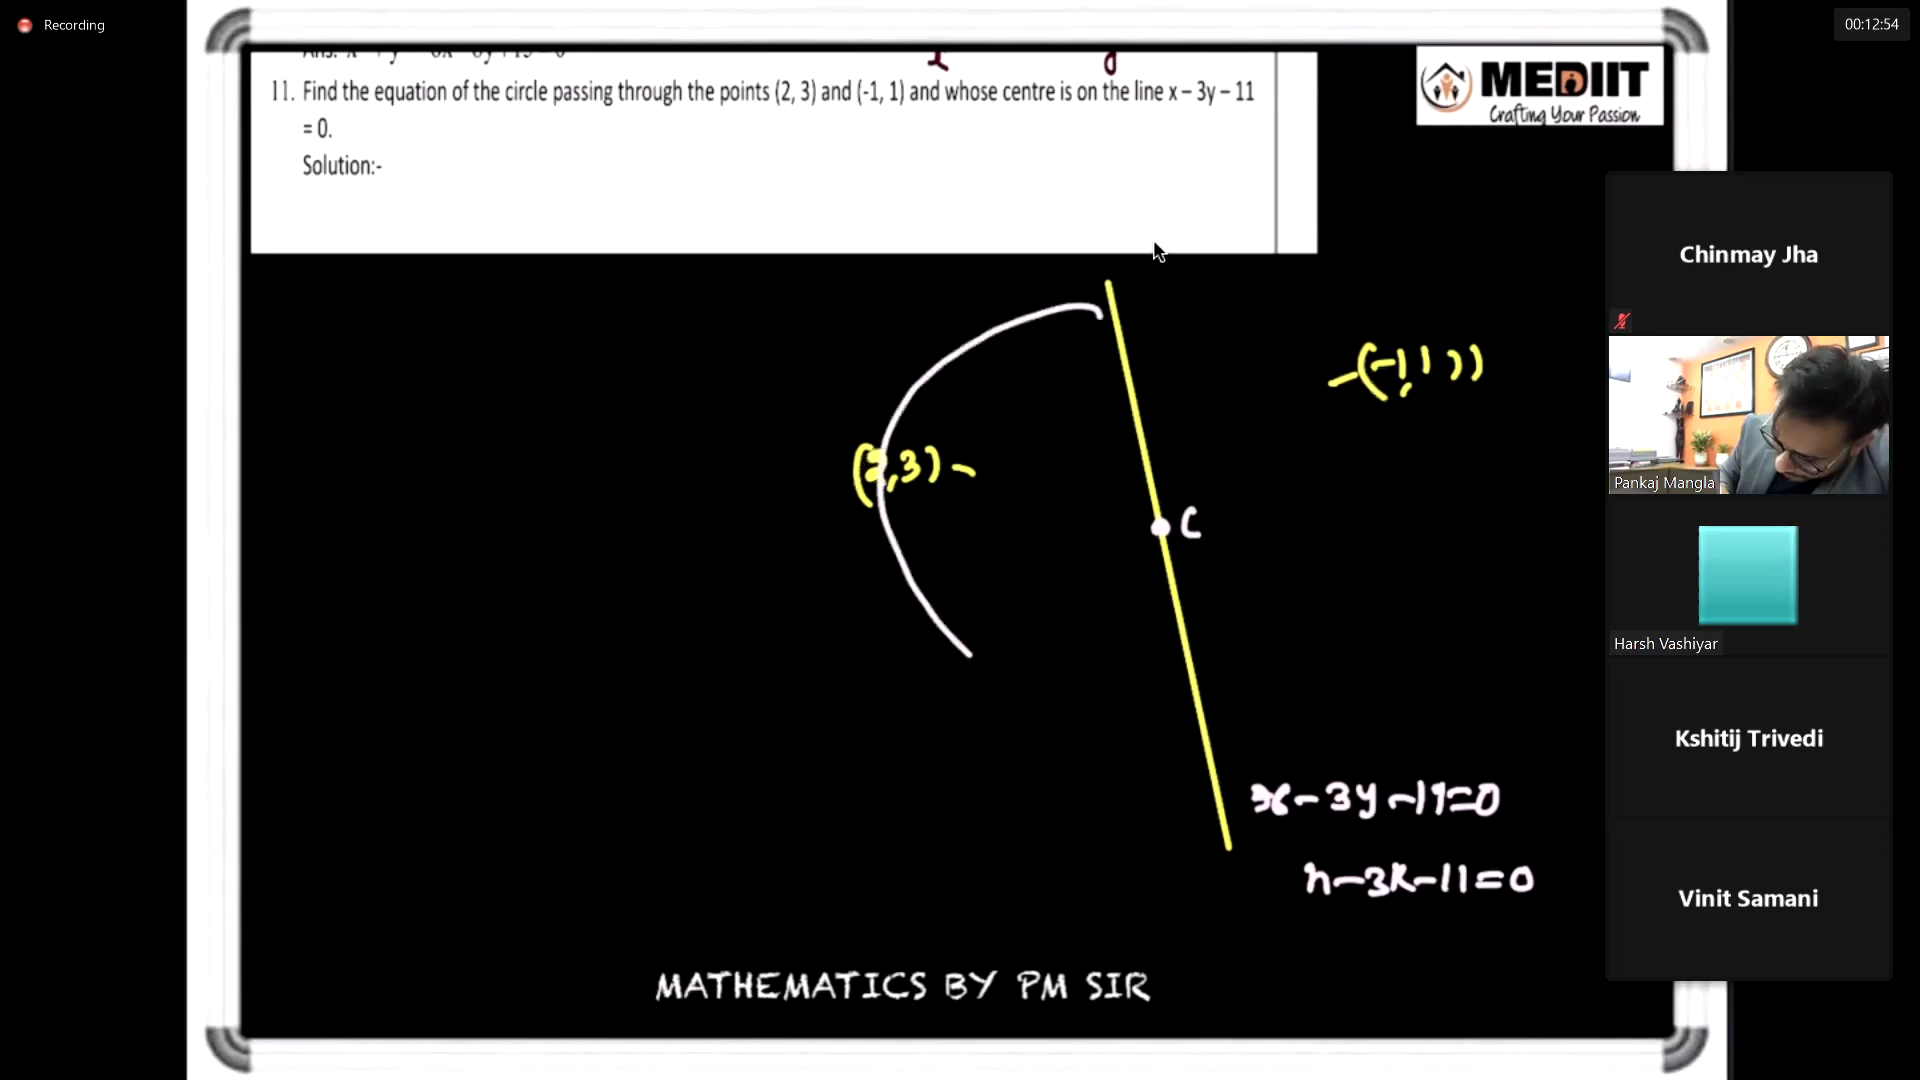 Recording
00:12:54
11. Find the equation of the circle passing through the points (2, 3) and (-1, 1) and whose centre is on the line x – 3y – 11
= 0.
Solution:-
MEDIIT
Crafting Your Passion
Chinmay Jha
(2,3)
C
Pankaj Mangla
Harsh Vashiyar
Kshitij Trivedi
x-3y-11=0
h-3k-11=0
Vinit Samani
MATHEMATICS BY PM SIR